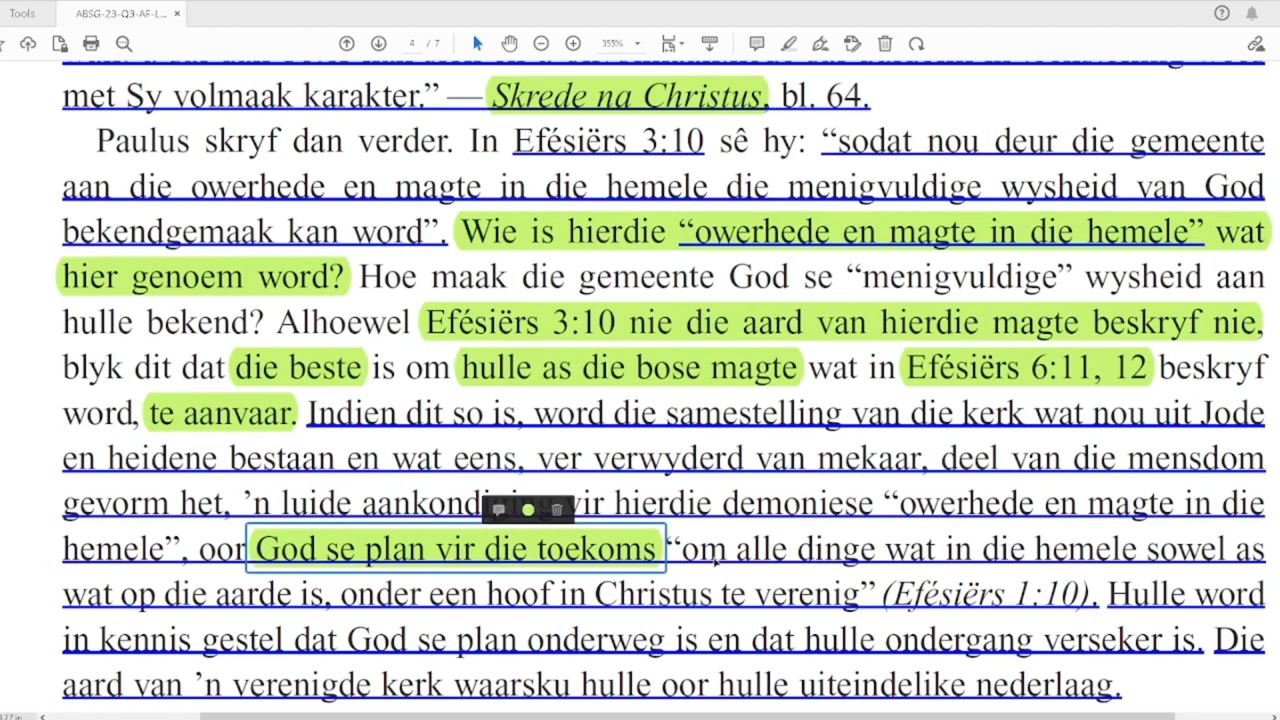 Tools
ABSG-23-Q3-AF-L... ×
4 / 7
355%
met Sy volmaak karakter.” — Skrede na Christus, bl. 64.
Paulus skryf dan verder. In Efésiërs 3:10 sê hy: “sodat nou deur die gemeente
aan die owerhede en magte in die hemele die menigvuldige wysheid van God
bekendgemaak kan word”. Wie is hierdie “owerhede en magte in die hemele” wat
hier genoem word? Hoe maak die gemeente God se “menigvuldige” wysheid aan
hulle bekend? Alhoewel Efésiërs 3:10 nie die aard van hierdie magte beskryf nie,
blyk dit dat die beste is om hulle as die bose magte wat in Efésiërs 6:11, 12 beskryf
word, te aanvaar. Indien dit so is, word die samestelling van die kerk wat nou uit Jode
en heidene bestaan en wat eens, ver verwyderd van mekaar, deel van die mensdom
gevorm het, ’n luide vir hierdie demoniese “owerhede en magte in die
hemele”, oor God se plan vir die toekoms “om alle dinge wat in die hemele sowel as
wat op die aarde is, onder een hoof in Christus te verenig” (Efésiërs 1:10). Hulle word
in kennis gestel dat God se plan onderweg is en dat hulle ondergang verseker is. Die
aard van ’n verenigde kerk waarsku hulle oor hulle uiteindelike nederlaag.